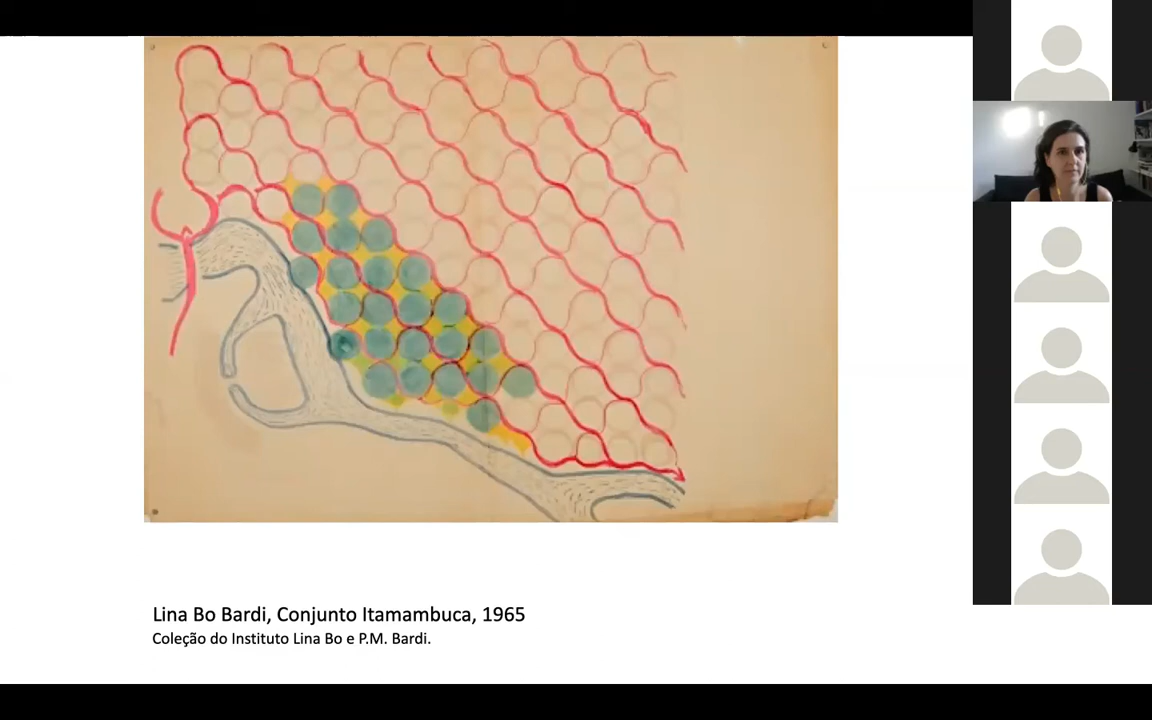 Lina Bo Bardi, Conjunto Itamambuca, 1965
Coleção do Instituto Lina Bo e P.M. Bardi.